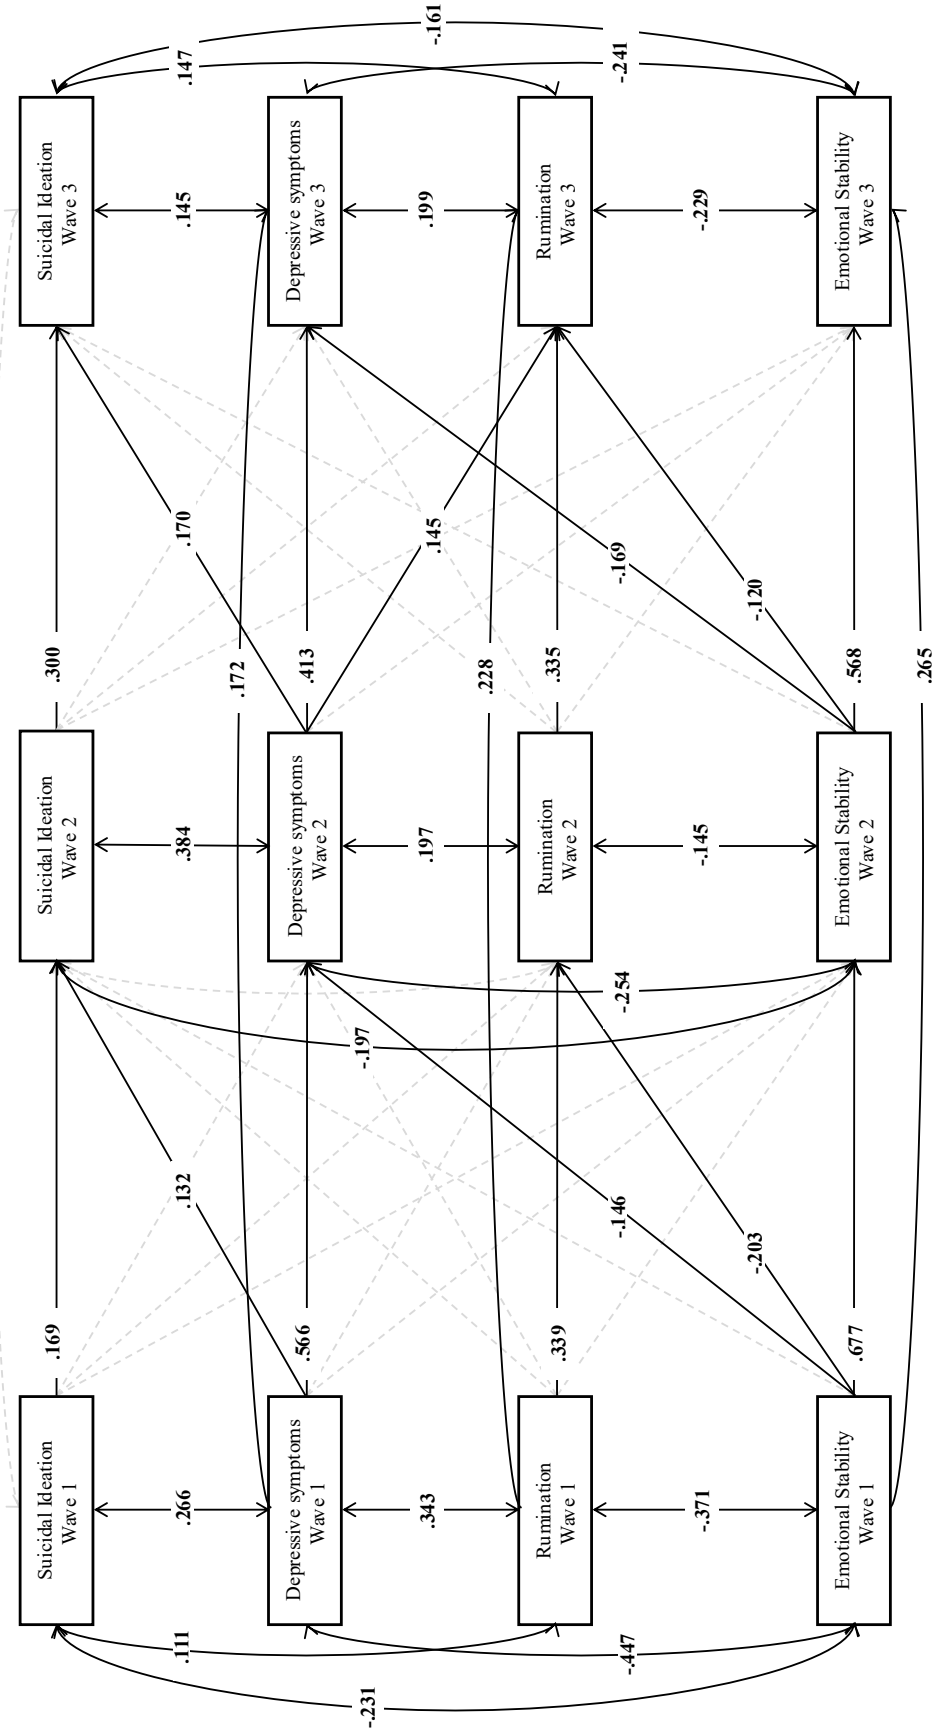 Suicidal Ideation
Wave 1
Suicidal Ideation
Wave 2
Suicidal Ideation
Wave 3
Depressive symptoms
Wave 1
Depressive symptoms
Wave 2
Depressive symptoms
Wave 3
Rumination
Wave 1
Rumination
Wave 2
Rumination
Wave 3
Emotional Stability
Wave 1
Emotional Stability
Wave 2
Emotional Stability
Wave 3
.169
.300
.111
.266
.132
.384
.170
.145
.147
.172
.566
.413
-.231
-.197
.343
.197
.145
.199
-.161
.228
.339
.335
-.447
-.146
-.254
-.169
-.241
-.371
-.203
-.145
-.120
-.229
.677
.568
.265